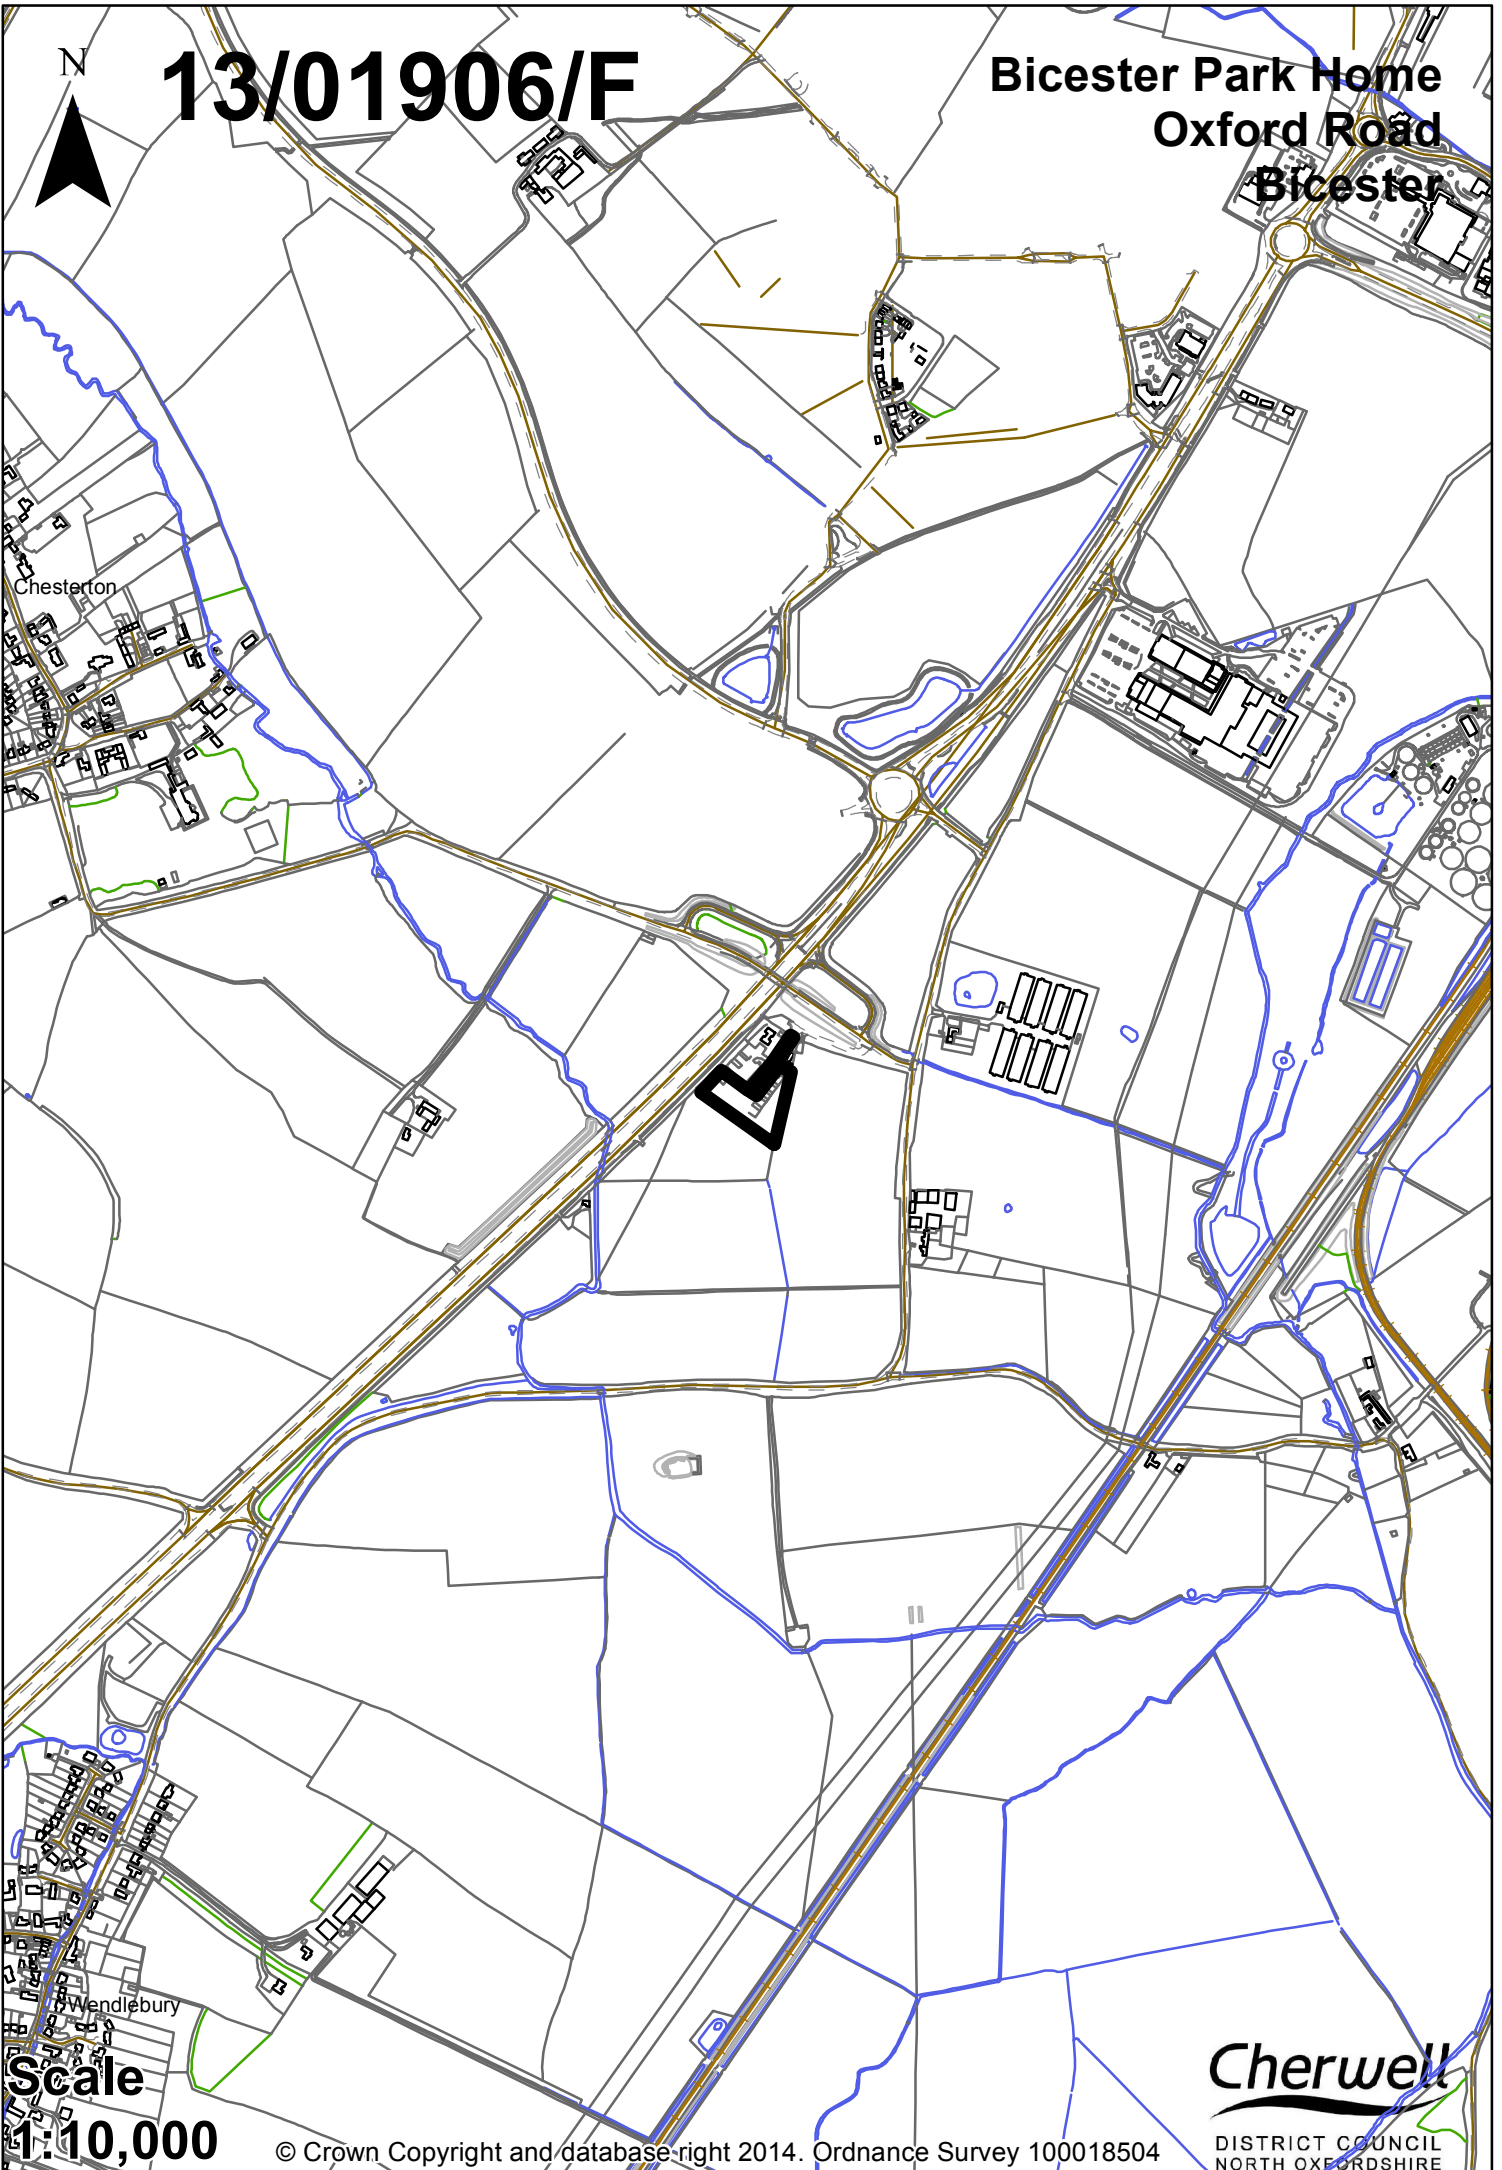 N
13/01906/F
Bicester Park Home
Oxford Road
Bicester
Chesterton
Wendlebury
Scale
1:10,000
© Crown Copyright and database right 2014. Ordnance Survey 100018504
Cherwell
DISTRICT COUNCIL
NORTH OXFORDSHIRE